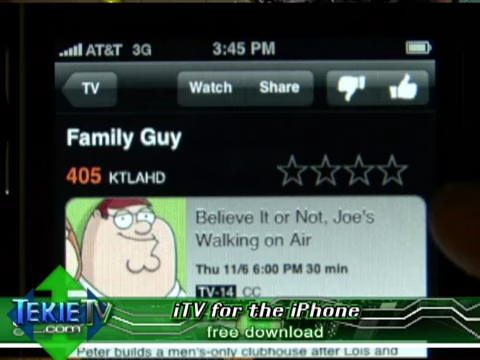 AT&T 3G 3:45 PM
TV Watch Share
Family Guy
405 KTLAHD
Believe It or Not, Joe's
Walking on Air
Thu 11/6 6:00 PM 30 min
TV-14 CC
TEKIETV
.com
iTV for the iPhone
free download
Peter builds a men's-only clubhouse after Lois and